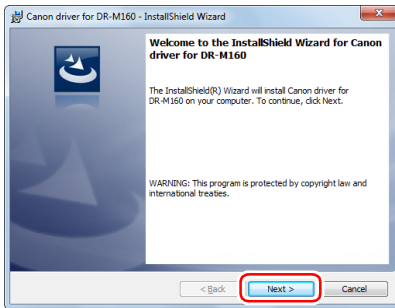 Canon driver for DR-M160 - InstallShield Wizard
Welcome to the InstallShield Wizard for Canon
driver for DR-M160
The InstallShield(R) Wizard will install Canon driver for
DR-M160 on your computer. To continue, click Next.
WARNING: This program is protected by copyright law and
international treaties.
< Back Next > Cancel